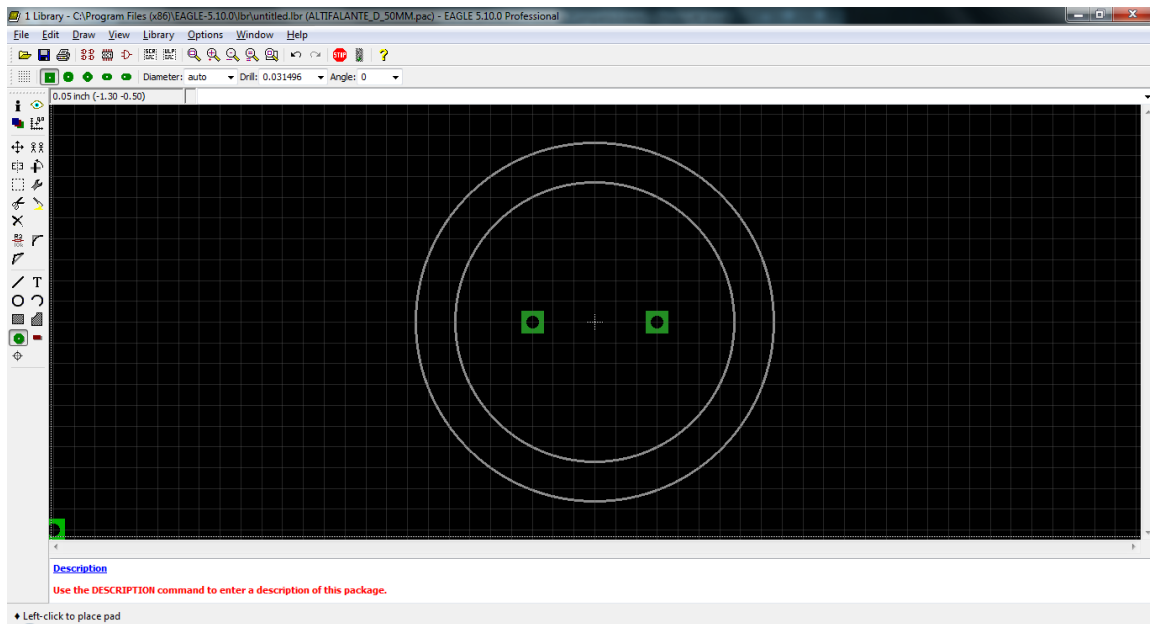 1 Library - C:\Program Files (x86)\EAGLE-5.10.0\lbr\untitled.lbr (ALTIFALANTE_D_50MM.pac) - EAGLE 5.10.0 Professional
File Edit Draw View Library Options Window Help
STOP
Diameter: auto Drill: 0.031496 Angle: 0
0.05 inch (-1.30 -0.50)
T
Description
Use the DESCRIPTION command to enter a description of this package.
Left-click to place pad